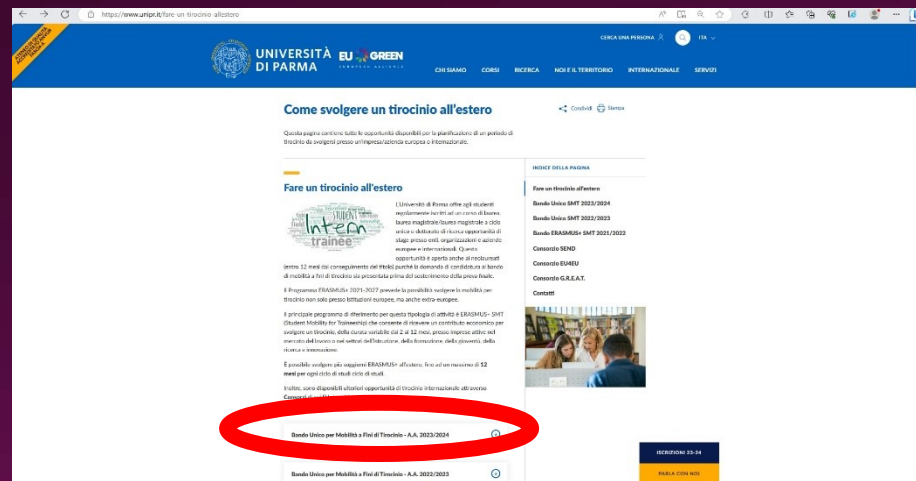 https://www.unipr.it/fare-un-tirocinio-allestero
UNIVERSITÀ
DI PARMA
EU GREEN
EUROPEAN ALLIANCE
CERCA UNA PERSONA
ITA
CHI SIAMO CORSI RICERCA NOI E IL TERRITORIO INTERNAZIONALE SERVIZI
Come svolgere un tirocinio all'estero
Condividi Stampa
Questa pagina contiene tutte le opportunità disponibili per la pianificazione di un periodo di
tirocinio da svolgersi presso un'impresa/azienda europea o internazionale.
Fare un tirocinio all'estero
STUDENT
Intern
trainee
L'Università di Parma offre agli studenti
regolarmente iscritti ad un corso di laurea,
laurea magistrale/laurea magistrale a ciclo
unico e dottorato di ricerca opportunità di
stage presso enti, organizzazioni e aziende
europee e internazionali. Questa
opportunità è aperta anche ai neolaureati
(entro 12 mesi dal conseguimento del titolo) purché la domanda di candidatura al bando
di mobilità a fini di tirocinio sia presentata prima del sostenimento della prova finale.
Il Programma ERASMUS+ 2021-2027 prevede la possibilità svolgere la mobilità per
tirocinio non solo presso istituzioni europee, ma anche extra-europee.
Il principale programma di riferimento per questa tipologia di attività è ERASMUS+ SMT
(Student Mobility for Traineeship) che consente di ricevere un contributo economico per
svolgere un tirocinio, della durata variabile dai 2 ai 12 mesi, presso imprese attive nel
mercato del lavoro o nei settori dell'istruzione, della formazione, della gioventù, della
ricerca e innovazione.
È possibile svolgere più soggiorni ERASMUS+ all'estero, fino ad un massimo di 12
mesi per ogni ciclo di studi ciclo di studi.
Inoltre, sono disponibili ulteriori opportunità di tirocinio internazionale attraverso
Consorzi
Bando Unico per Mobilità a Fini di Tirocinio - A.A. 2023/2024
Bando Unico per Mobilità a Fini di Tirocinio - A.A. 2022/2023
INDICE DELLA PAGINA
Fare un tirocinio all'estero
Bando Unico SMT 2023/2024
Bando Unico SMT 2022/2023
Bando ERASMUS+ SMT 2021/2022
Consorzio SEND
Consorzio EU4EU
Consorzio G.R.E.A.T.
Contatti
ISCRIZIONI 23-24
PARLA CON NOI